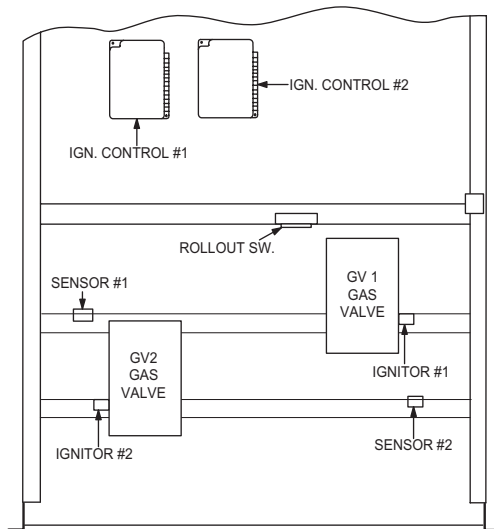 IGN. CONTROL #2
IGN. CONTROL #1
ROLLOUT SW.
SENSOR #1
GV 1
GAS
VALVE
GV2
GAS
VALVE
IGNITOR #1
IGNITOR #2
SENSOR #2